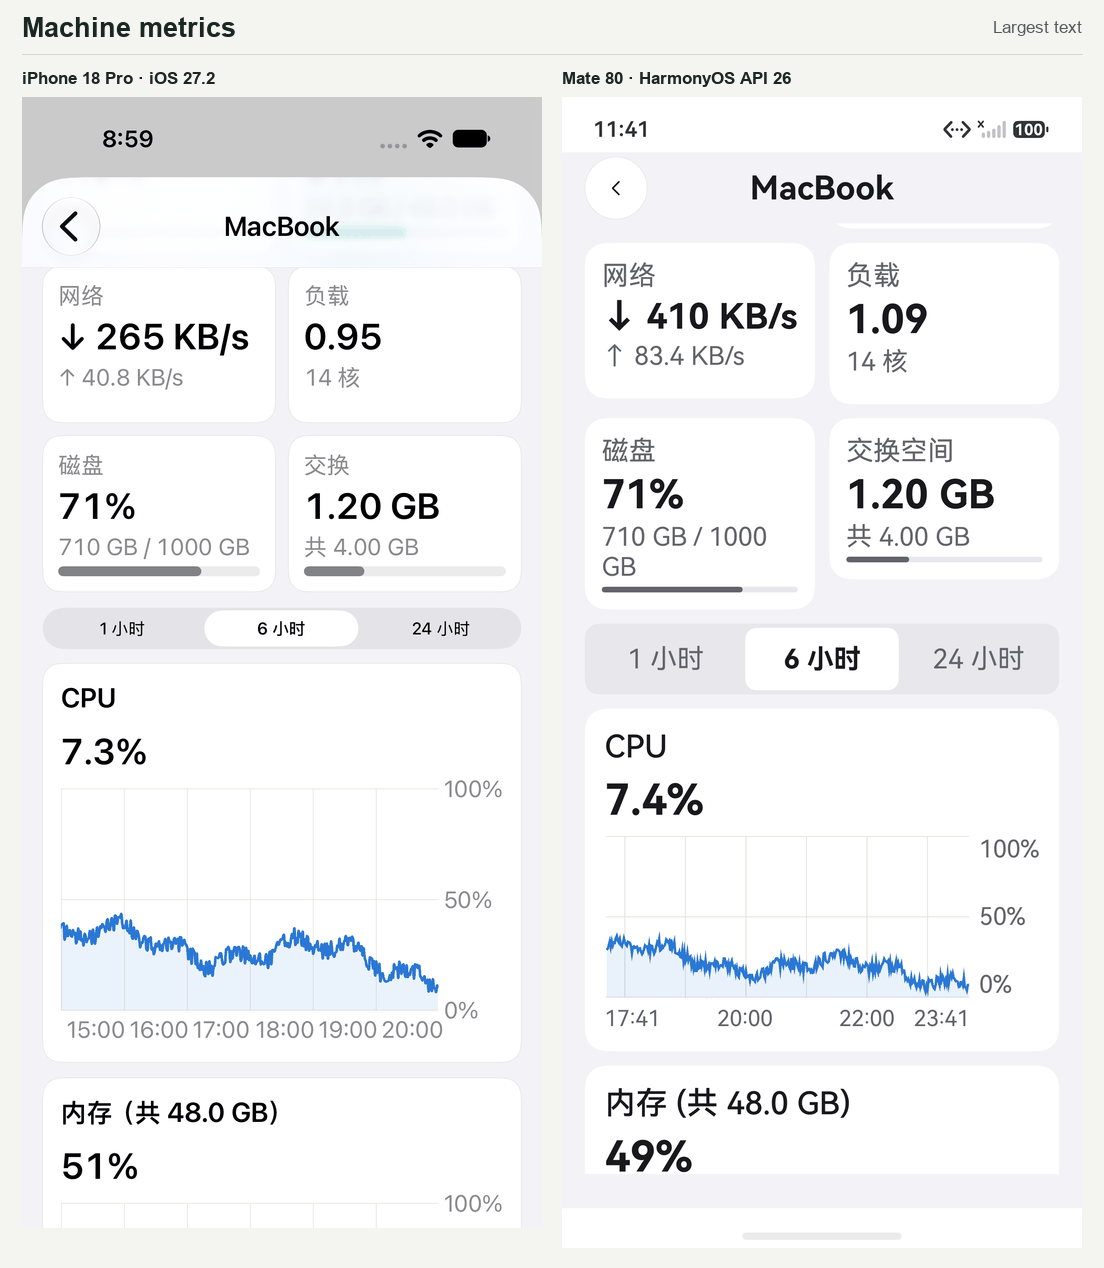 Machine metrics
Largest text
iPhone 18 Pro · iOS 27.2
8:59
MacBook
网络
↓ 265 KB/s
↑ 40.8 KB/s
负载
0.95
14 核
磁盘
71%
710 GB / 1000 GB
交换
1.20 GB
共 4.00 GB
1 小时
6 小时
24 小时
CPU
7.3%
100%
50%
0%
15:00 16:00 17:00 18:00 19:00 20:00
内存（共 48.0 GB）
51%
100%
Mate 80 · HarmonyOS API 26
11:41
100
MacBook
网络
↓ 410 KB/s
↑ 83.4 KB/s
负载
1.09
14 核
磁盘
71%
710 GB / 1000
GB
交换空间
1.20 GB
共 4.00 GB
1 小时
6 小时
24 小时
CPU
7.4%
100%
50%
0%
17:41 20:00 22:00 23:41
内存 (共 48.0 GB)
49%